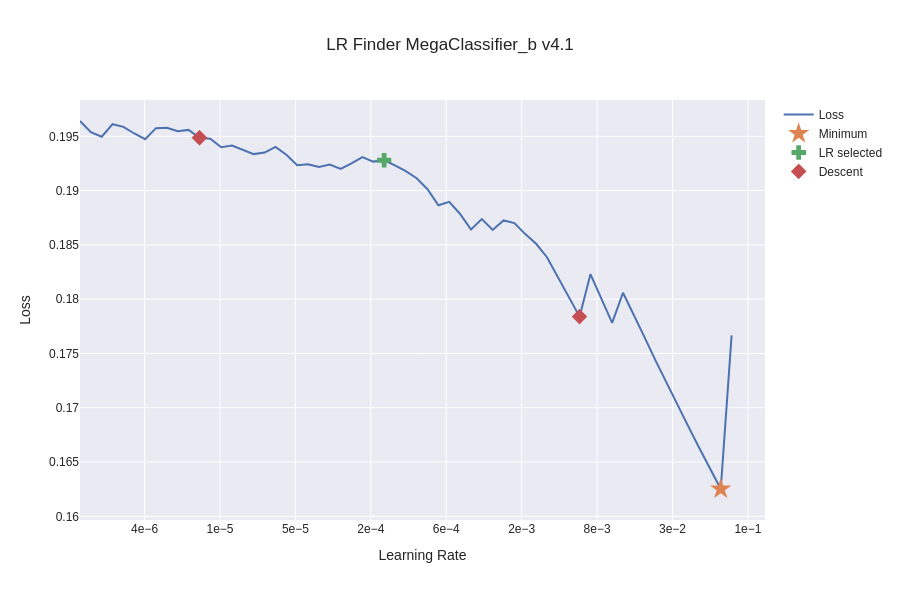 LR Finder MegaClassifier_b v4.1
Loss
Minimum
LR selected
Descent
0.195
0.19
0.185
0.18
0.175
0.17
0.165
0.16
Loss
4e−6 1e−5 5e−5 2e−4 6e−4 2e−3 8e−3 3e−2 1e−1
Learning Rate